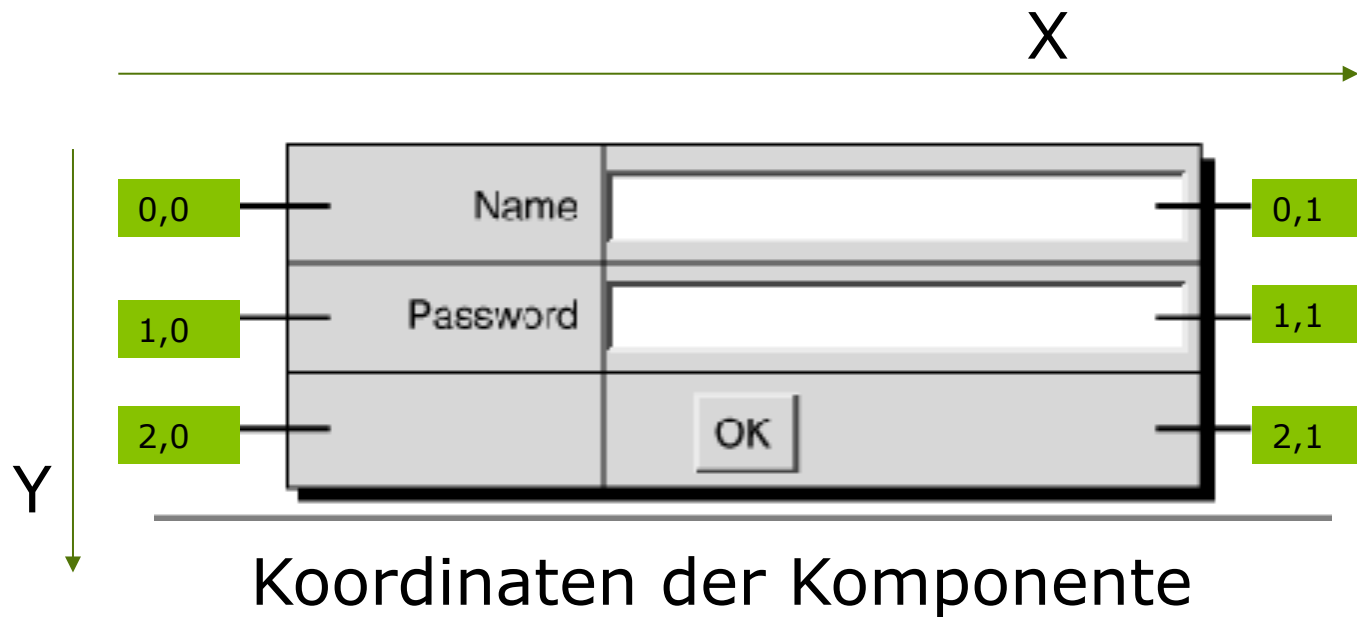 X
0,0
Name
0,1
1,0
Password
1,1
2,0
OK
2,1
Y
Koordinaten der Komponente